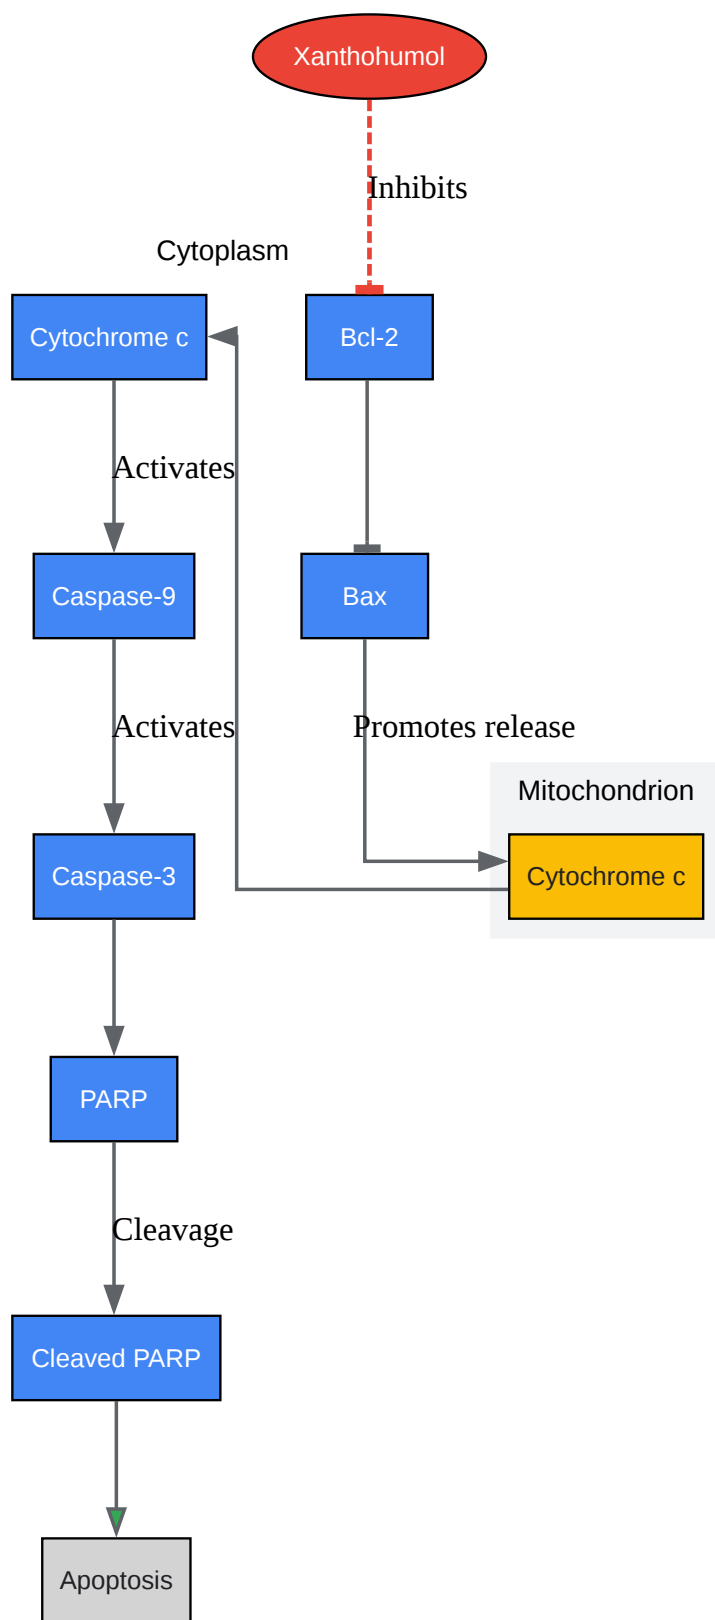 Xanthohumol
Inhibits
Cytoplasm
Cytochrome c
Bcl-2
Activates
Caspase-9
Bax
Activates
Promotes release
Mitochondrion
Caspase-3
Cytochrome c
PARP
Cleavage
Cleaved PARP
Apoptosis